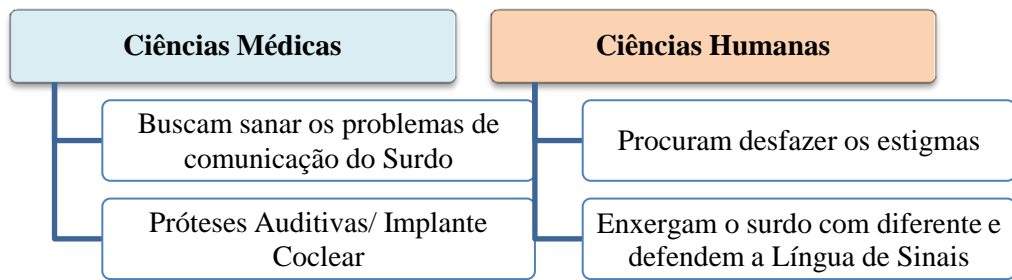 Ciências Médicas
Buscam sanar os problemas de
comunicação do Surdo
Próteses Auditivas/ Implante
Coclear
Ciências Humanas
Procuram desfazer os estigmas
Enxergam o surdo com diferente e
defendem a Língua de Sinais